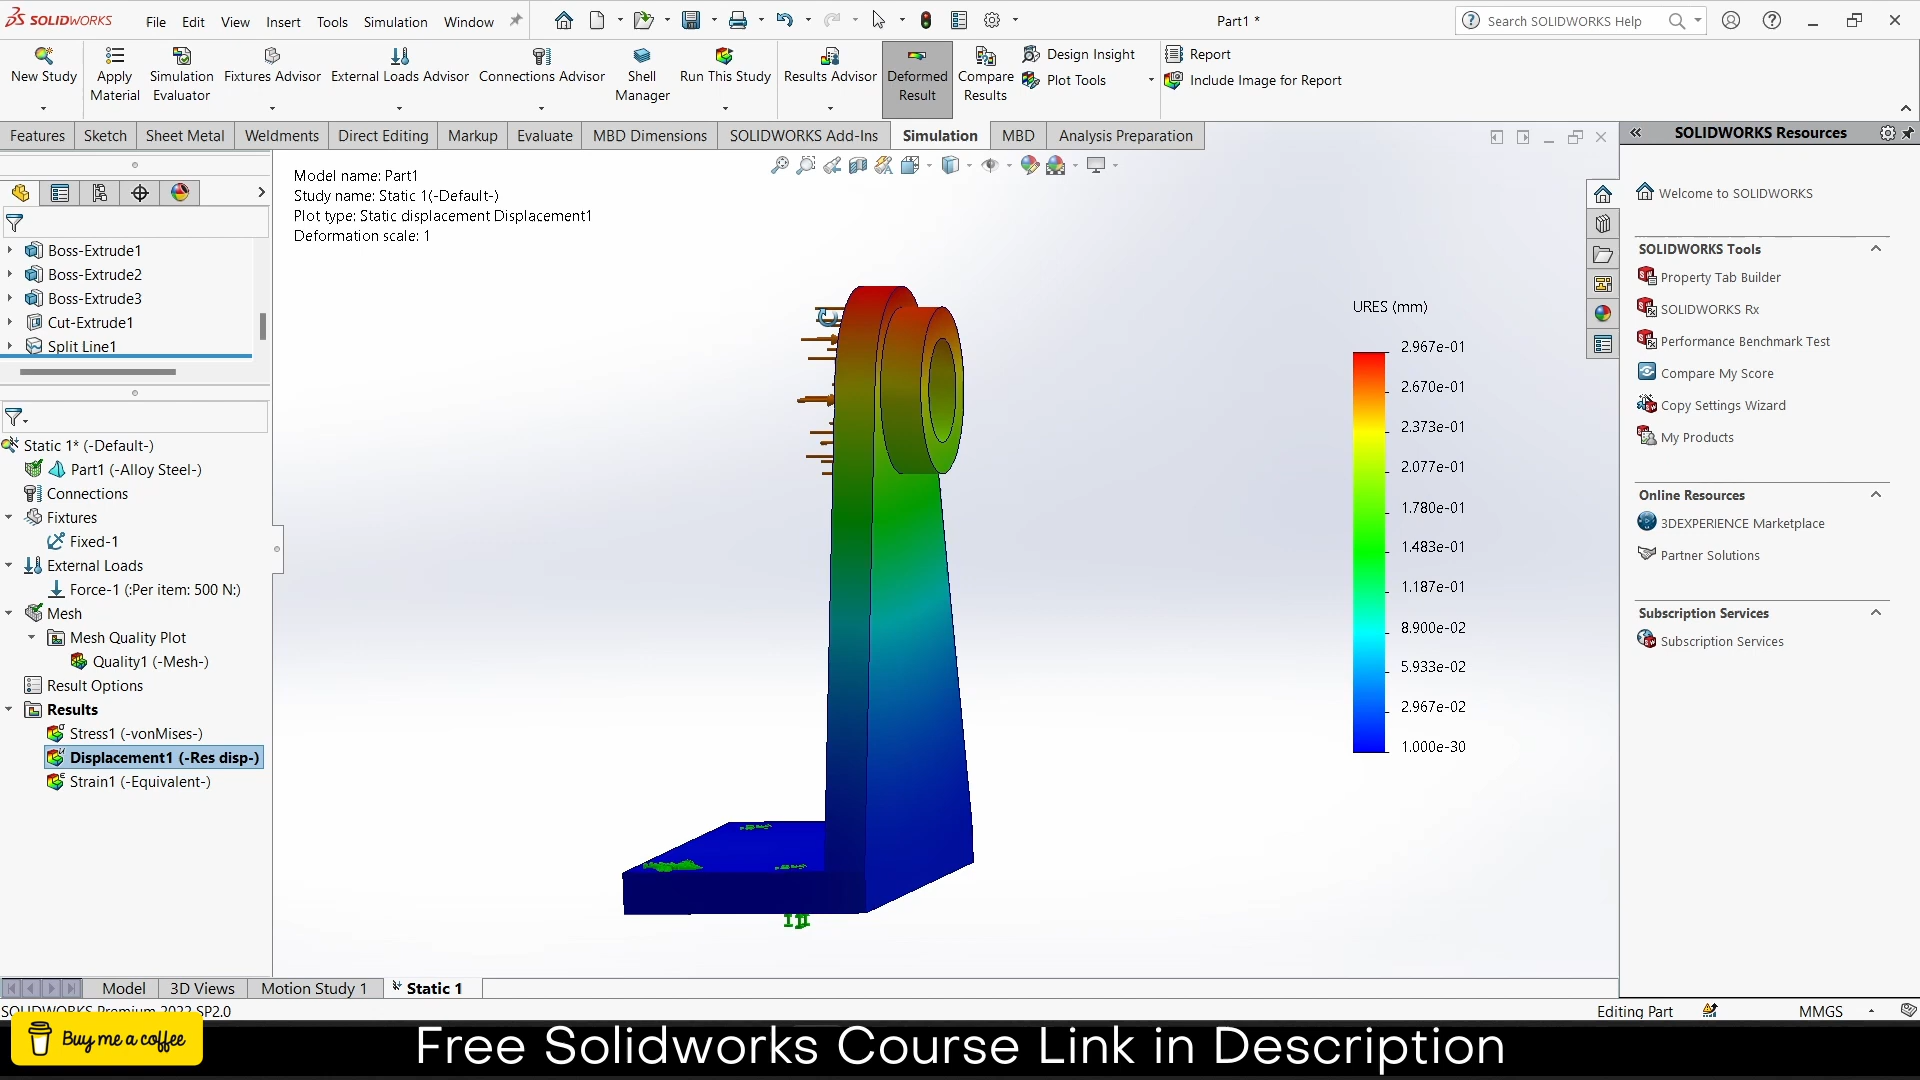 SOLIDWORKS File Edit View Insert Tools Simulation Window Part1 * Search SOLIDWORKS Help
New Study Apply Material Simulation Evaluator Fixtures Advisor External Loads Advisor Connections Advisor Shell Manager Run This Study Results Advisor Deformed Result Compare Results Design Insight Plot Tools Report Include Image for Report
Features Sketch Sheet Metal Weldments Direct Editing Markup Evaluate MBD Dimensions SOLIDWORKS Add-Ins Simulation MBD Analysis Preparation
SOLIDWORKS Resources
Model name: Part1
Study name: Static 1(-Default-)
Plot type: Static displacement Displacement1
Deformation scale: 1
Boss-Extrude1
Boss-Extrude2
Boss-Extrude3
Cut-Extrude1
Split Line1
Static 1* (-Default-)
Part1 (-Alloy Steel-)
Connections
Fixtures
Fixed-1
External Loads
Force-1 (:Per item: 500 N:)
Mesh
Mesh Quality Plot
Quality1 (-Mesh-)
Result Options
Results
Stress1 (-vonMises-)
Displacement1 (-Res disp-)
Strain1 (-Equivalent-)
URES (mm)
2.967e-01
2.670e-01
2.373e-01
2.077e-01
1.780e-01
1.483e-01
1.187e-01
8.900e-02
5.933e-02
2.967e-02
1.000e-30
Welcome to SOLIDWORKS
SOLIDWORKS Tools
Property Tab Builder
SOLIDWORKS Rx
Performance Benchmark Test
Compare My Score
Copy Settings Wizard
My Products
Online Resources
3DEXPERIENCE Marketplace
Partner Solutions
Subscription Services
Subscription Services
Model 3D Views Motion Study 1 Static 1
SOLIDWORKS Premium 2022 SP2.0 Editing Part MMGS
Buy me a coffee
Free Solidworks Course Link in Description